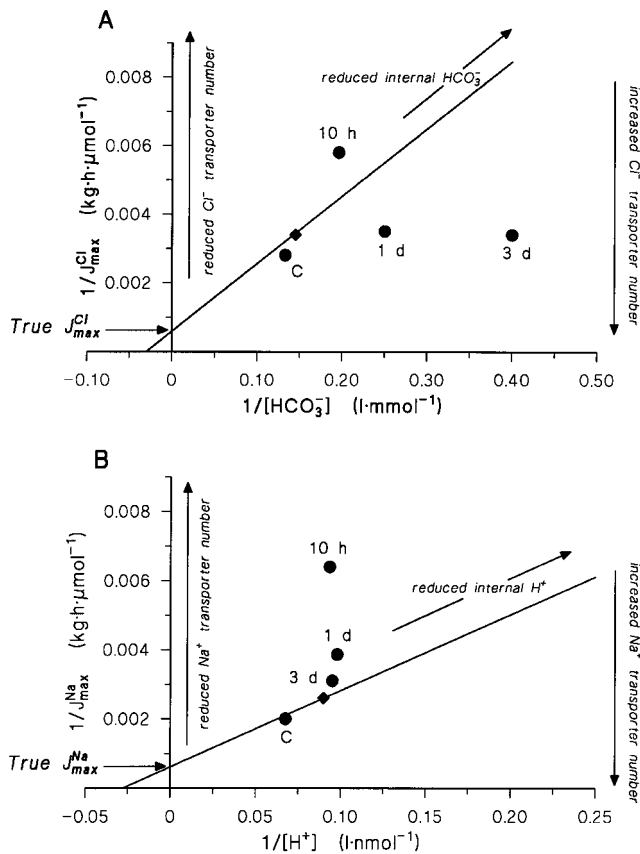 A
0.008
0.006
0.004
0.002
1/J^Cl_max (kg·h·μmol⁻¹)
reduced Cl⁻ transporter number
reduced internal HCO₃⁻
increased Cl⁻ transporter number
10 h
C
1 d
3 d
True J^Cl_max
-0.10 0 0.10 0.20 0.30 0.40 0.50
1/[HCO₃⁻] (l·mmol⁻¹)
B
0.008
0.006
0.004
0.002
1/J^Na_max (kg·h·μmol⁻¹)
reduced Na⁺ transporter number
reduced internal H⁺
increased Na⁺ transporter number
10 h
1 d
3 d
C
True J^Na_max
-0.05 0 0.05 0.10 0.15 0.20 0.25
1/[H⁺] (l·nmol⁻¹)